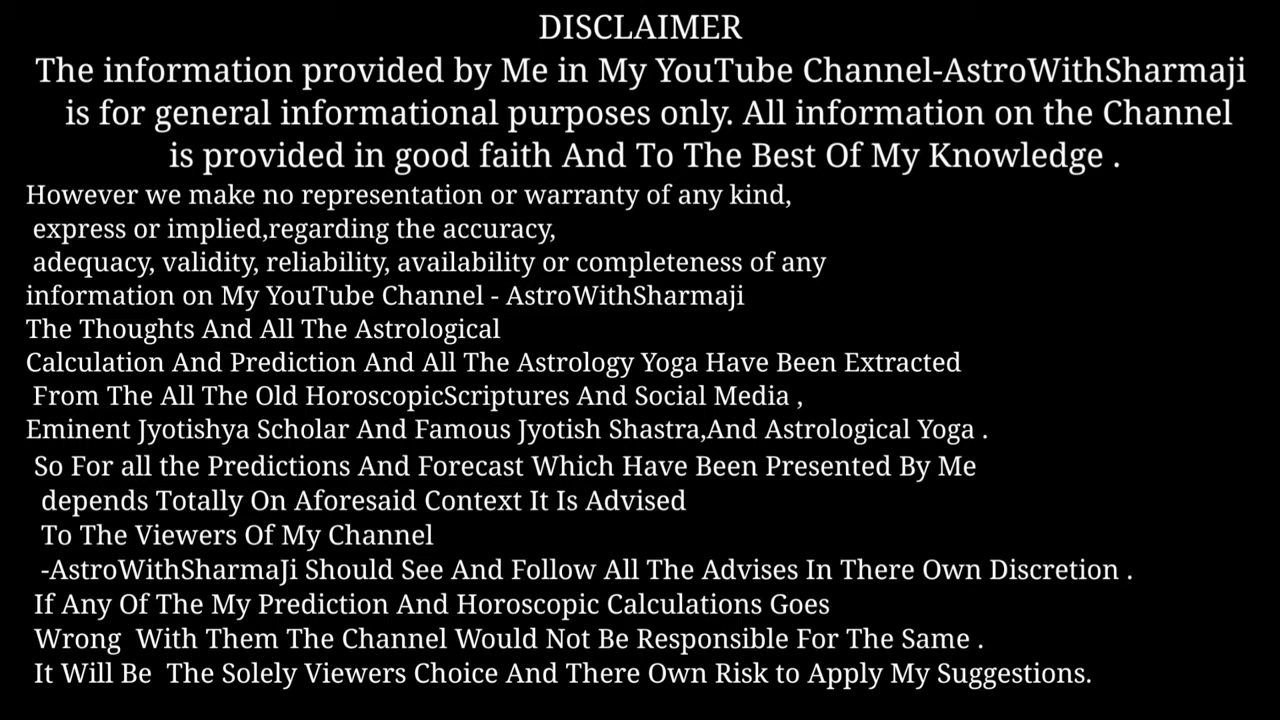 DISCLAIMER
The information provided by Me in My YouTube Channel-AstroWithSharmaji
is for general informational purposes only. All information on the Channel
is provided in good faith And To The Best Of My Knowledge .
However we make no representation or warranty of any kind,
express or implied,regarding the accuracy,
adequacy, validity, reliability, availability or completeness of any
information on My YouTube Channel - AstroWithSharmaji
The Thoughts And All The Astrological
Calculation And Prediction And All The Astrology Yoga Have Been Extracted
From The All The Old HoroscopicScriptures And Social Media ,
Eminent Jyotishya Scholar And Famous Jyotish Shastra,And Astrological Yoga .
So For all the Predictions And Forecast Which Have Been Presented By Me
depends Totally On Aforesaid Context It Is Advised
To The Viewers Of My Channel
-AstroWithSharmaJi Should See And Follow All The Advises In There Own Discretion .
If Any Of The My Prediction And Horoscopic Calculations Goes
Wrong  With Them The Channel Would Not Be Responsible For The Same .
It Will Be  The Solely Viewers Choice And There Own Risk to Apply My Suggestions.